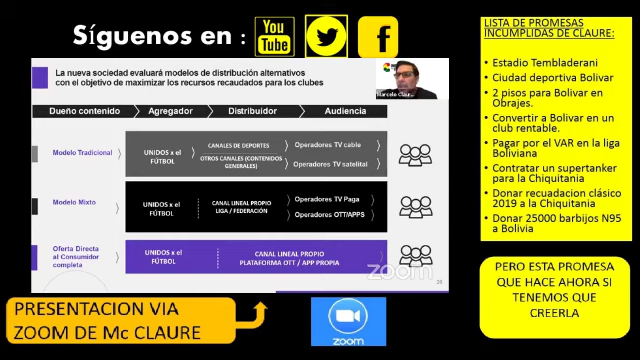 Síguenos en :
You
Tube
f
La nueva sociedad evaluará modelos de distribución alternativos
con el objetivo de maximizar los recursos recaudados para los clubes
Marcelo Claure
Dueño contenido
Agregador
Distribuidor
Audiencia
Modelo Tradicional
UNIDOS x el
FÚTBOL
CANALES DE DEPORTES
OTROS CANALES (CONTENIDOS
GENERALES)
Operadores TV cable
Operadores TV satelital
Modelo Mixto
UNIDOS x el
FÚTBOL
CANAL LINEAL PROPIO
LIGA / FEDERACIÓN
Operadores TV Paga
Operadores OTT/APPS
Oferta Directa
al Consumidor
completa
UNIDOS x el
FÚTBOL
CANAL LINEAL PROPIO
PLATAFORMA OTT / APP PROPIA
zoom
26
PRESENTACION VIA
ZOOM DE Mc CLAURE
zoom
LISTA DE PROMESAS
INCUMPLIDAS DE CLAURE:
• Estadio Tembladerani
• Ciudad deportiva Bolivar
• 2 pisos para Bolivar en
Obrajes.
• Convertir a Bolivar en un
club rentable.
• Pagar por el VAR en la liga
Boliviana
• Contratar un supertanker
para la Chiquitania
• Donar recuadacion clásico
2019 a la Chiquitania
• Donar 25000 barbijos N95
a Bolivia
PERO ESTA PROMESA
QUE HACE AHORA SI
TENEMOS QUE
CREERLA